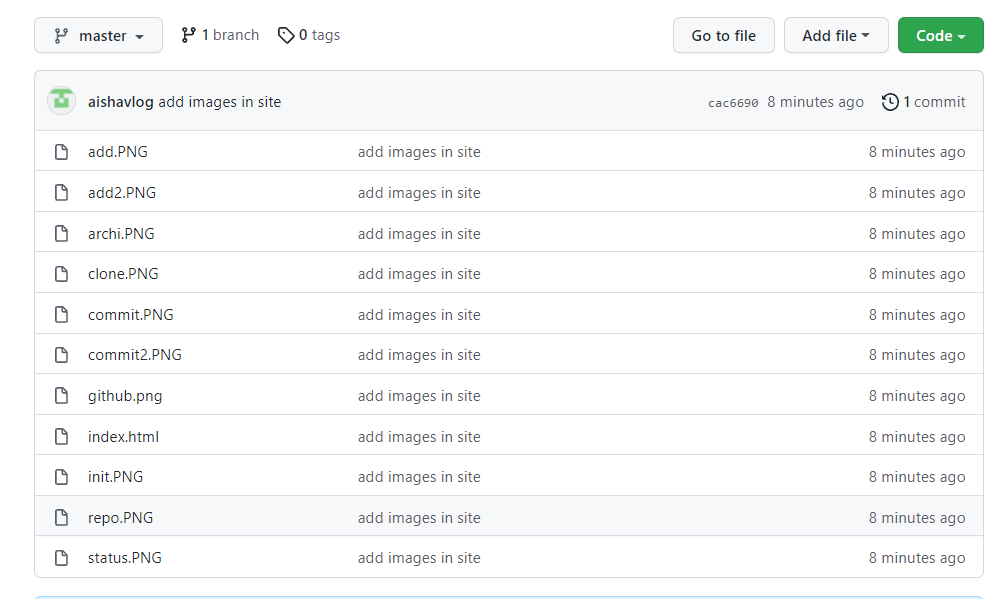 master 1 branch 0 tags Go to file Add file Code
aishavlog add images in site cac6690 8 minutes ago 1 commit
add.PNG add images in site 8 minutes ago
add2.PNG add images in site 8 minutes ago
archi.PNG add images in site 8 minutes ago
clone.PNG add images in site 8 minutes ago
commit.PNG add images in site 8 minutes ago
commit2.PNG add images in site 8 minutes ago
github.png add images in site 8 minutes ago
index.html add images in site 8 minutes ago
init.PNG add images in site 8 minutes ago
repo.PNG add images in site 8 minutes ago
status.PNG add images in site 8 minutes ago